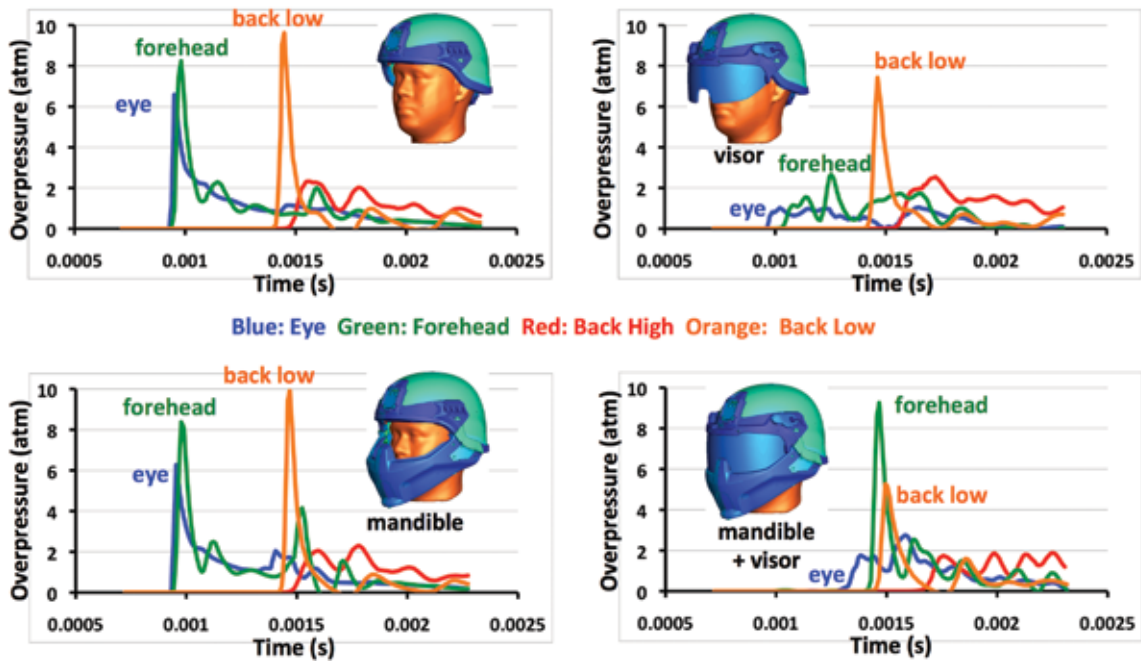 back low
forehead
eye
10
8
6
4
2
0
Overpressure (atm)
0.0005 0.001 0.0015 0.002 0.0025
Time (s)
back low
visor
forehead
eye
10
8
6
4
2
0
Overpressure (atm)
0.0005 0.001 0.0015 0.002 0.0025
Time (s)
Blue: Eye Green: Forehead Red: Back High Orange: Back Low
back low
forehead
eye
mandible
10
8
6
4
2
0
Overpressure (atm)
0.0005 0.001 0.0015 0.002 0.0025
Time (s)
forehead
back low
mandible
+ visor
eye
10
8
6
4
2
0
Overpressure (atm)
0.0005 0.001 0.0015 0.002 0.0025
Time (s)